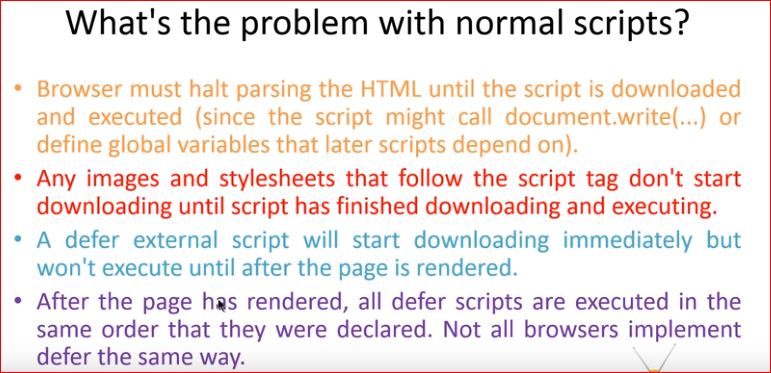 What's the problem with normal scripts?
• Browser must halt parsing the HTML until the script is downloaded
and executed (since the script might call document.write(...) or
define global variables that later scripts depend on).
• Any images and stylesheets that follow the script tag don't start
downloading until script has finished downloading and executing.
• A defer external script will start downloading immediately but
won't execute until after the page is rendered.
• After the page has rendered, all defer scripts are executed in the
same order that they were declared. Not all browsers implement
defer the same way.